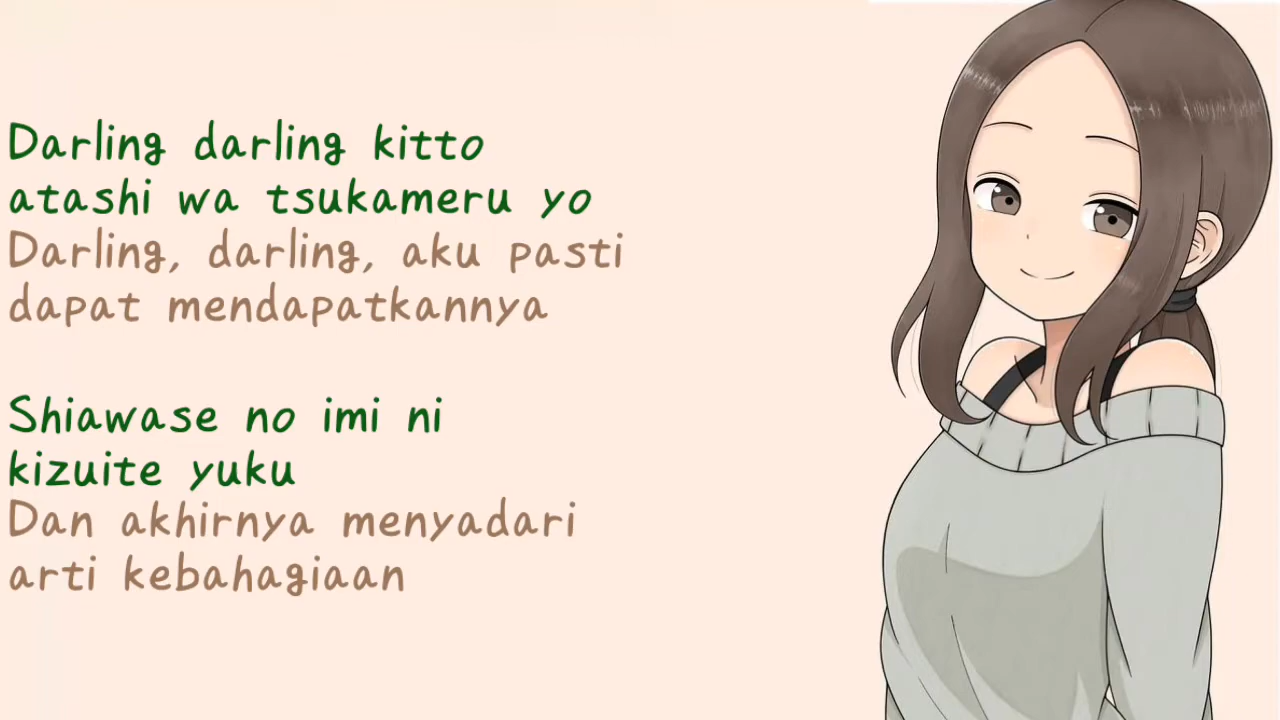 Darling darling kitto
atashi wa tsukameru yo
Darling, darling, aku pasti
dapat mendapatkannya
Shiawase no imi ni
kizuite yuku
Dan akhirnya menyadari
arti kebahagiaan